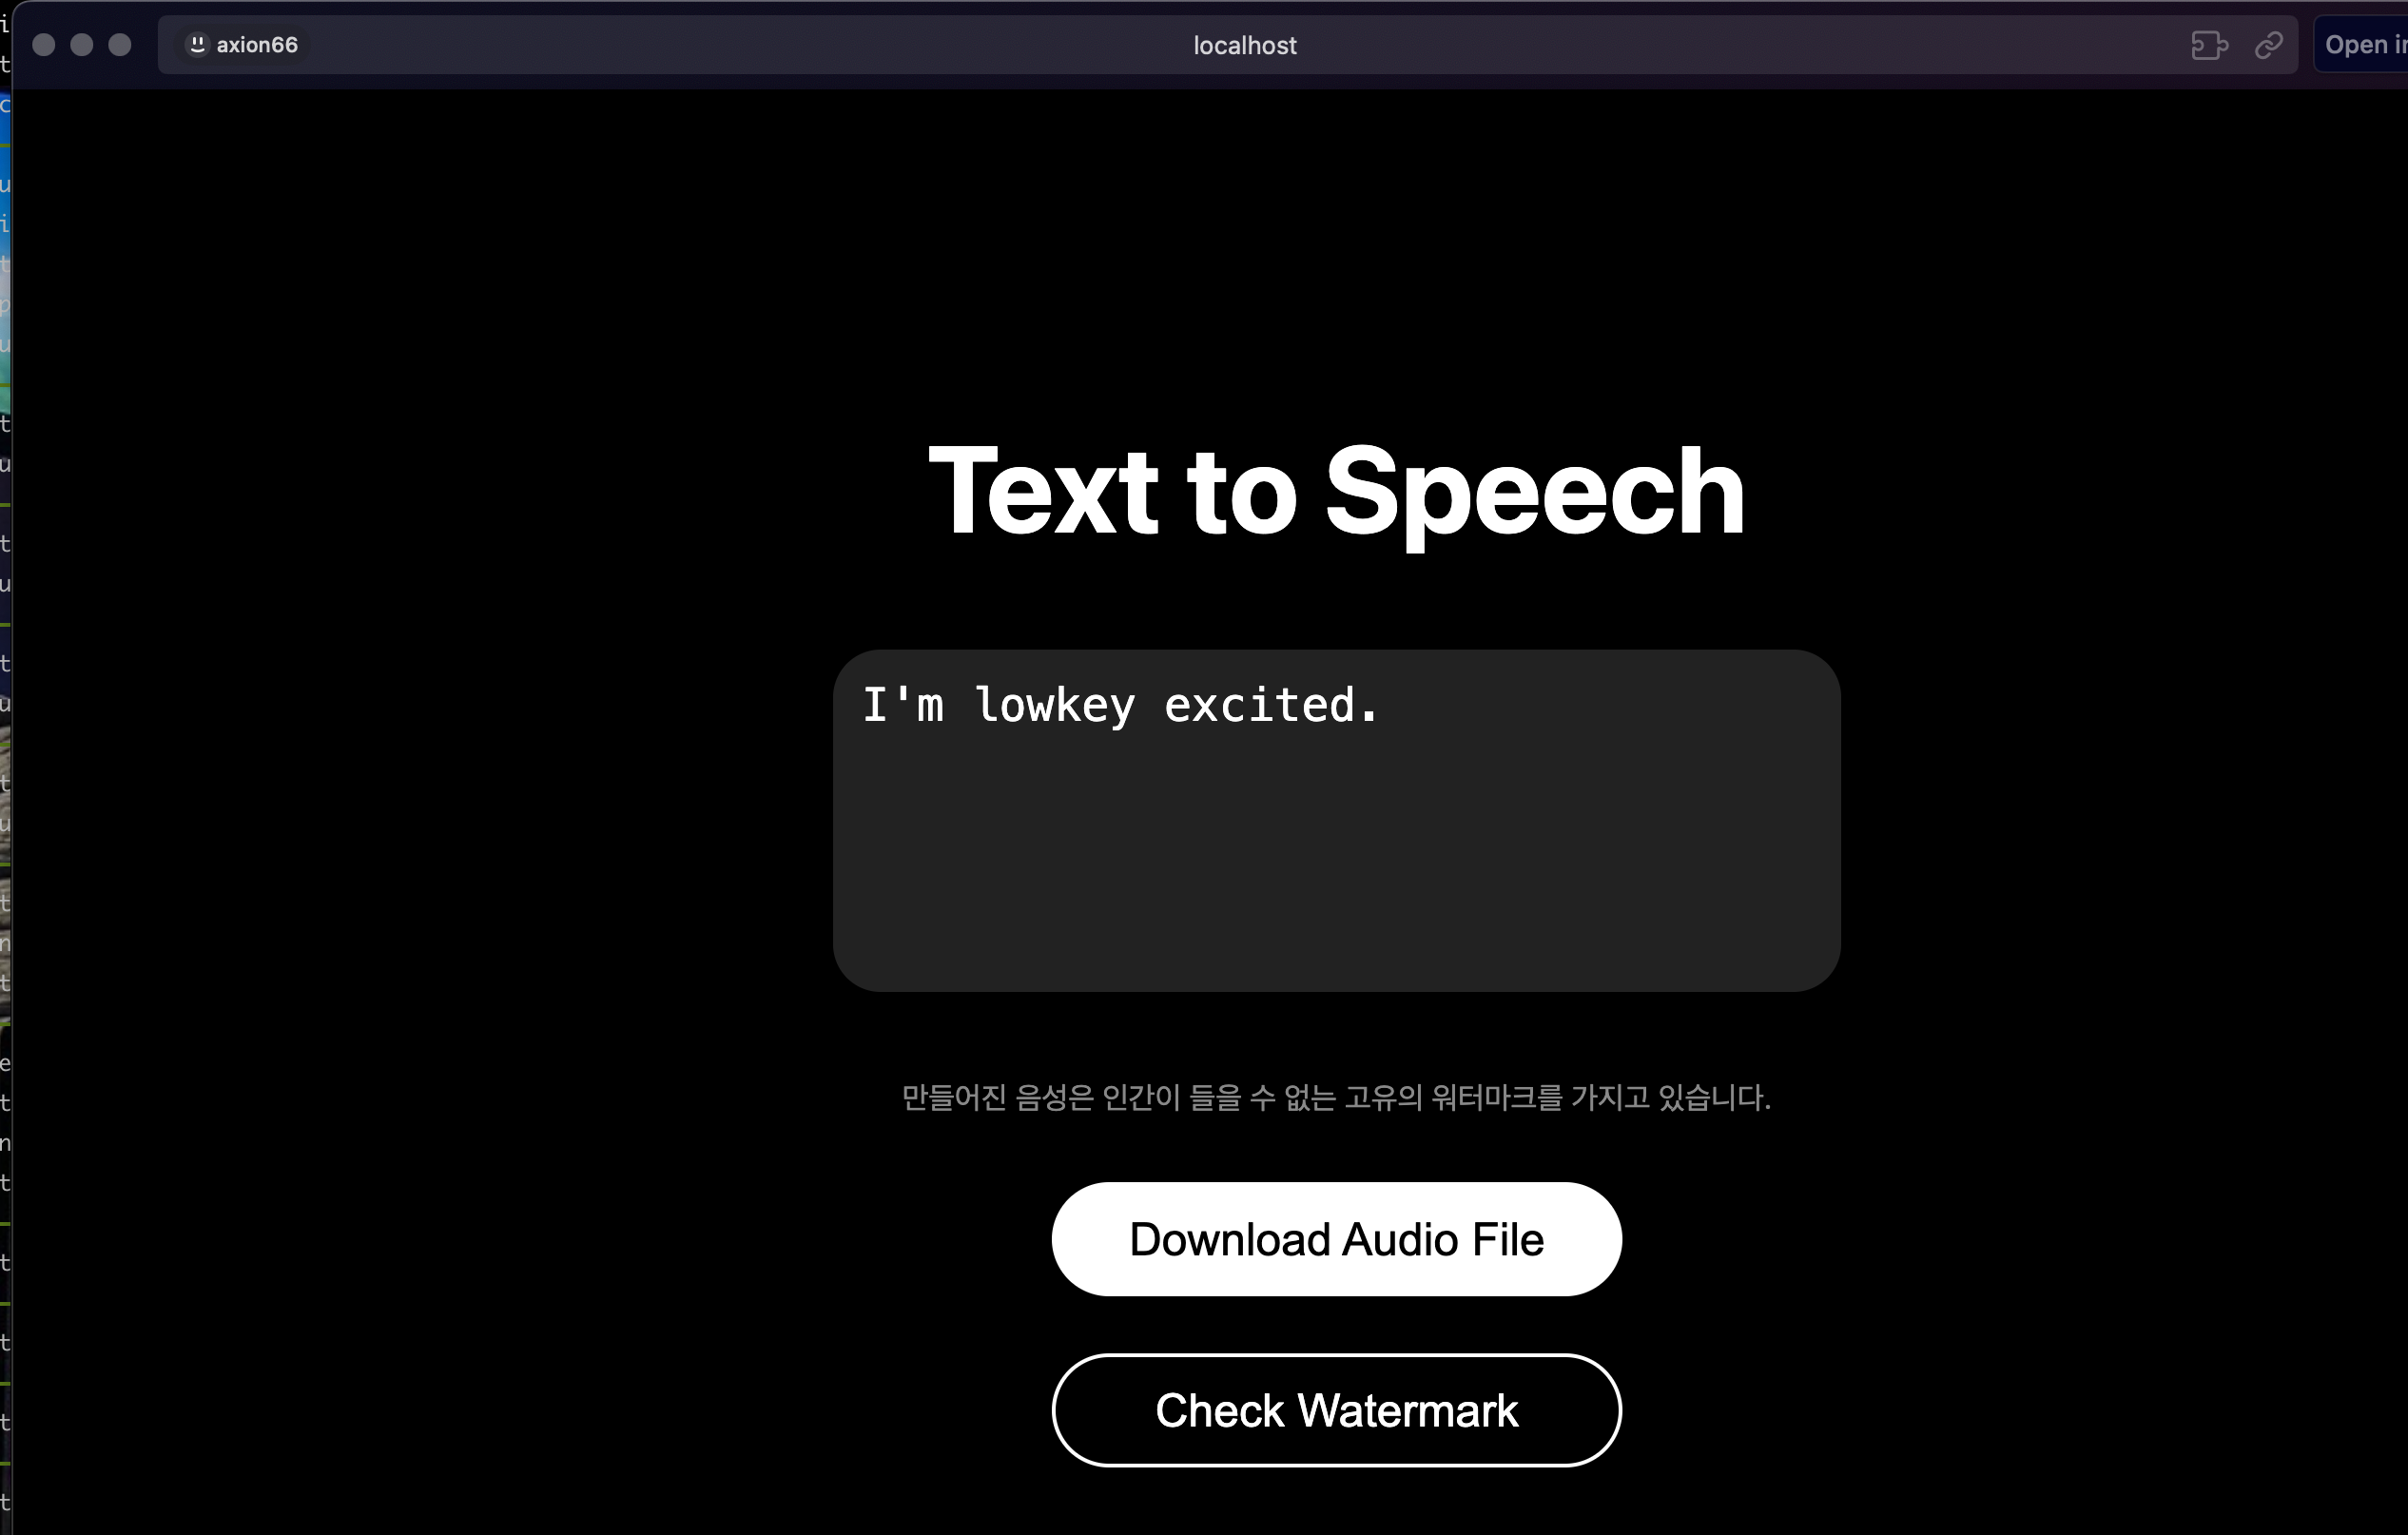 axion66
localhost
Open i
Text to Speech
I'm lowkey excited.
만들어진 음성은 인간이 들을 수 없는 고유의 워터마크를 가지고 있습니다.
Download Audio File
Check Watermark